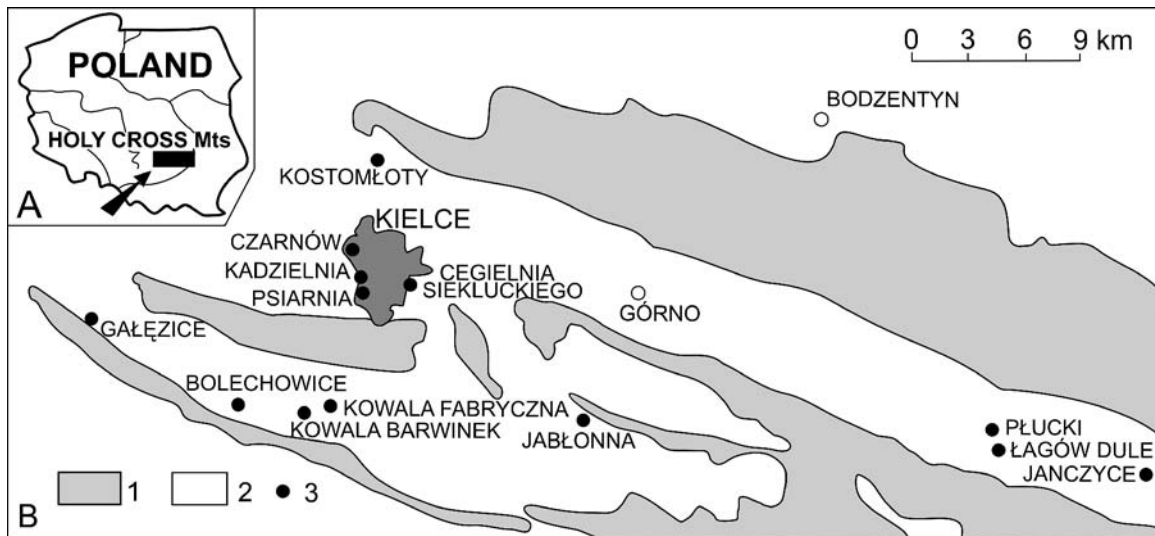 POLAND
HOLY CROSS Mts
A
0 3 6 9 km
BODZENTYN
KOSTOMŁOTY
KIELCE
CZARNÓW
KADZIELNIA
PSIARNIA
CEGIELNIA
SIEKLUCKIEGO
GÓRNO
GAŁĘZICE
BOLECHOWICE
KOWALA FABRYCZNA
KOWALA BARWINEK
JABŁONNA
PŁUCKI
ŁAGÓW DULE
JANCZYCE
1 2 3
B